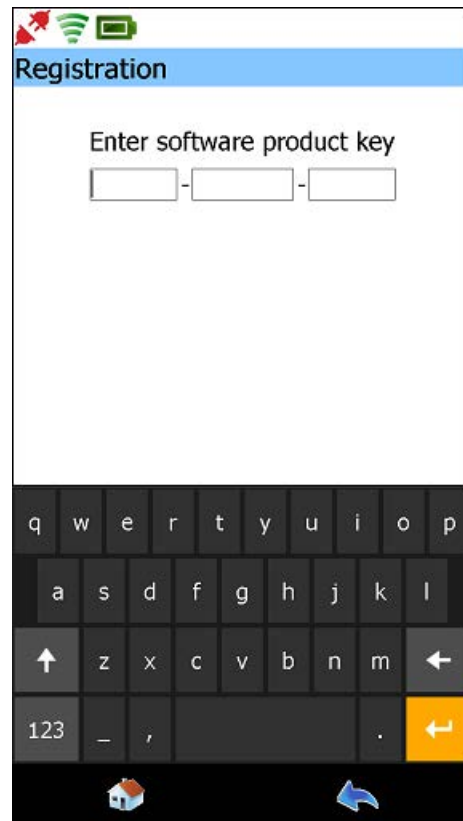 Registration
Enter software product key
- -
q w e r t y u i o p
a s d f g h j k l
z x c v b n m
123 _ , .